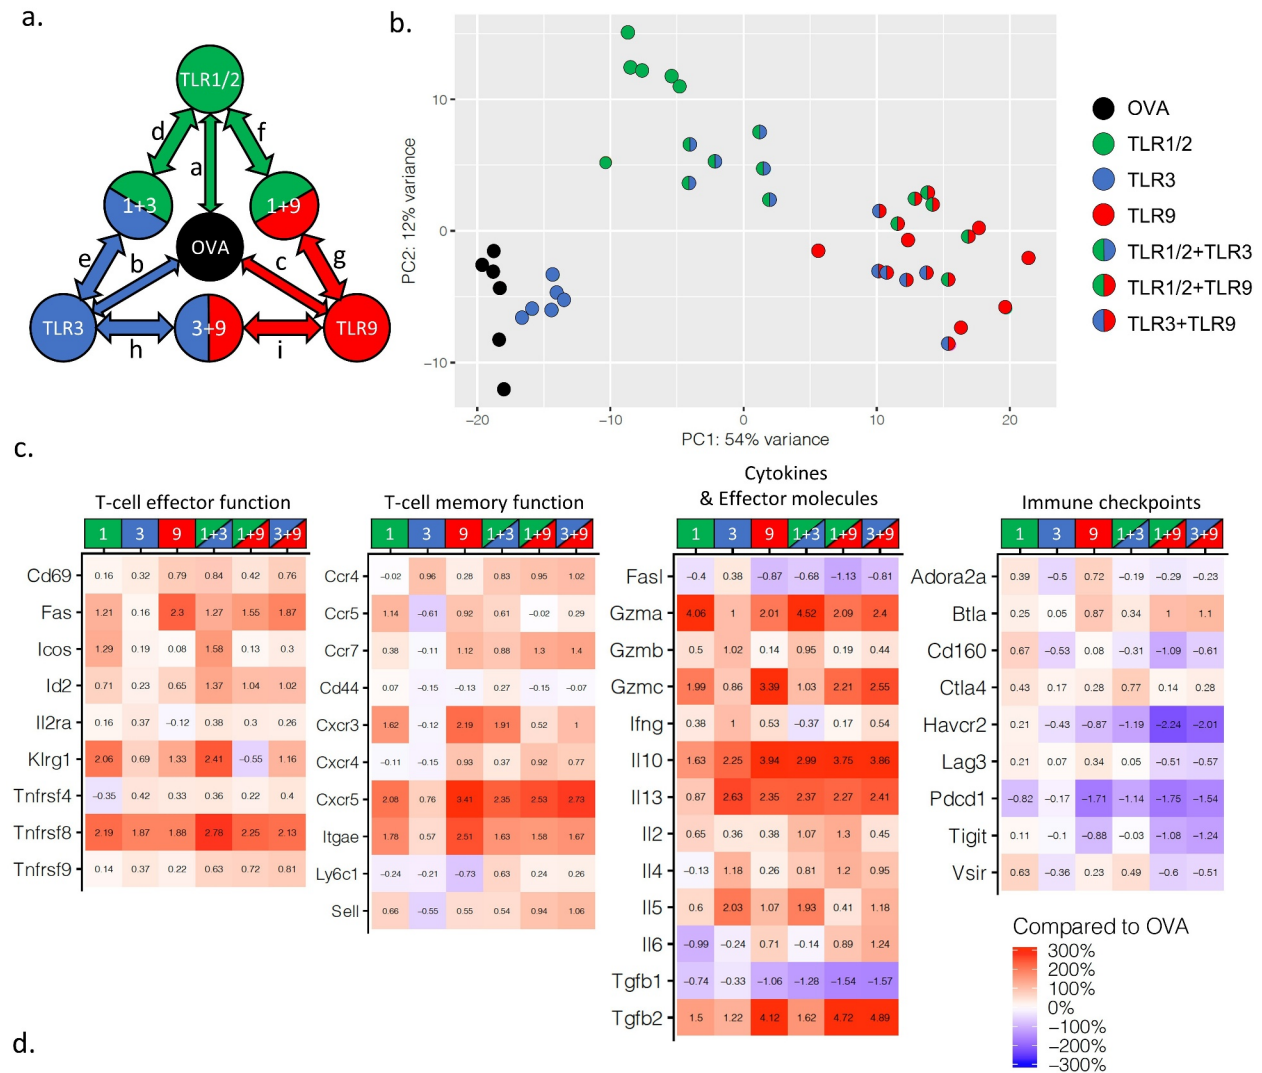 a.
TLR1/2
d
f
a
1+3
1+9
OVA
e
b
c
g
TLR3
3+9
TLR9
h
i
b.
PC2: 12% variance
10
0
−10
−20
−10
0
10
20
PC1: 54% variance
OVA
TLR1/2
TLR3
TLR9
TLR1/2+TLR3
TLR1/2+TLR9
TLR3+TLR9
c.
T-cell effector function
1 3 9 1+3 1+9 3+9
Cd69 0.16 0.32 0.79 0.84 0.42 0.76
Fas 1.21 0.16 2.3 1.27 1.55 1.87
Icos 1.29 0.19 0.08 1.58 0.13 0.3
Id2 0.71 0.23 0.65 1.37 1.04 1.02
Il2ra 0.16 0.37 −0.12 0.38 0.3 0.26
Klrg1 2.06 0.69 1.33 2.41 −0.55 1.16
Tnfrsf4 −0.35 0.42 0.33 0.36 0.22 0.4
Tnfrsf8 2.19 1.87 1.88 2.78 2.25 2.13
Tnfrsf9 0.14 0.37 0.22 0.63 0.72 0.81
T-cell memory function
1 3 9 1+3 1+9 3+9
Ccr4 −0.02 0.96 0.28 0.83 0.95 1.02
Ccr5 1.14 −0.61 0.92 0.61 −0.02 0.29
Ccr7 0.38 −0.11 1.12 0.88 1.3 1.4
Cd44 0.07 −0.15 −0.13 0.27 −0.15 −0.07
Cxcr3 1.62 −0.12 2.19 1.91 0.52 1
Cxcr4 −0.11 −0.15 0.93 0.37 0.92 0.77
Cxcr5 2.08 0.76 3.41 2.35 2.53 2.73
Itgae 1.78 0.57 2.51 1.63 1.58 1.67
Ly6c1 −0.24 −0.21 −0.73 0.63 0.24 0.26
Sell 0.66 −0.55 0.55 0.54 0.94 1.06
Cytokines
& Effector molecules
1 3 9 1+3 1+9 3+9
Fasl −0.4 0.38 −0.87 −0.68 −1.13 −0.81
Gzma 4.06 1 2.01 4.52 2.09 2.4
Gzmb 0.5 1.02 0.14 0.95 0.19 0.44
Gzmc 1.99 0.86 3.39 1.03 2.21 2.55
Ifng 0.38 1 0.53 −0.37 0.17 0.54
Il10 1.63 2.25 3.94 2.99 3.75 3.86
Il13 0.87 2.63 2.35 2.37 2.27 2.41
Il2 0.65 0.36 0.38 1.07 1.3 0.45
Il4 −0.13 1.18 0.26 0.81 1.2 0.95
Il5 0.6 2.03 1.07 1.93 0.41 1.18
Il6 −0.99 −0.24 0.71 −0.14 0.89 1.24
Tgfb1 −0.74 −0.33 −1.06 −1.28 −1.54 −1.57
Tgfb2 1.5 1.22 4.12 1.62 4.72 4.89
Immune checkpoints
1 3 9 1+3 1+9 3+9
Adora2a 0.39 −0.5 0.72 −0.19 −0.29 −0.23
Btla 0.25 0.05 0.87 0.34 1 1.1
Cd160 0.67 −0.53 0.08 −0.31 −1.09 −0.61
Ctla4 0.43 0.17 0.28 0.77 0.14 0.28
Havcr2 0.21 −0.43 −0.87 −1.19 −2.24 −2.01
Lag3 0.21 0.07 0.34 0.05 −0.51 −0.57
Pdcd1 −0.82 −0.17 −1.71 −1.14 −1.75 −1.54
Tigit 0.11 −0.1 −0.88 −0.03 −1.08 −1.24
Vsir 0.63 −0.36 0.23 0.49 −0.6 −0.51
Compared to OVA
300%
200%
100%
0%
−100%
−200%
−300%
d.